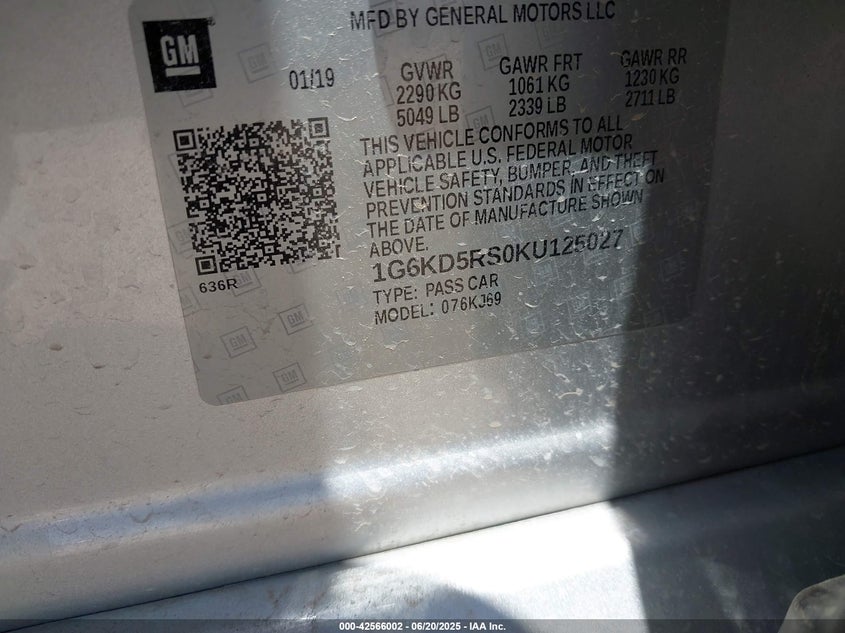 MFD BY GENERAL MOTORS LLC
GM
01/19
GVWR GAWR FRT GAWR RR
2290 KG 1061 KG 1230 KG
5049 LB 2339 LB 2711 LB
THIS VEHICLE CONFORMS TO ALL
APPLICABLE U.S. FEDERAL MOTOR
VEHICLE SAFETY, BUMPER, AND THEFT
PREVENTION STANDARDS IN EFFECT ON
THE DATE OF MANUFACTURE SHOWN
ABOVE.
636R
1G6KD5RS0KU125027
TYPE: PASS CAR
MODEL: 076KJ69
000-42566002 - 06/20/2025 - IAA Inc.